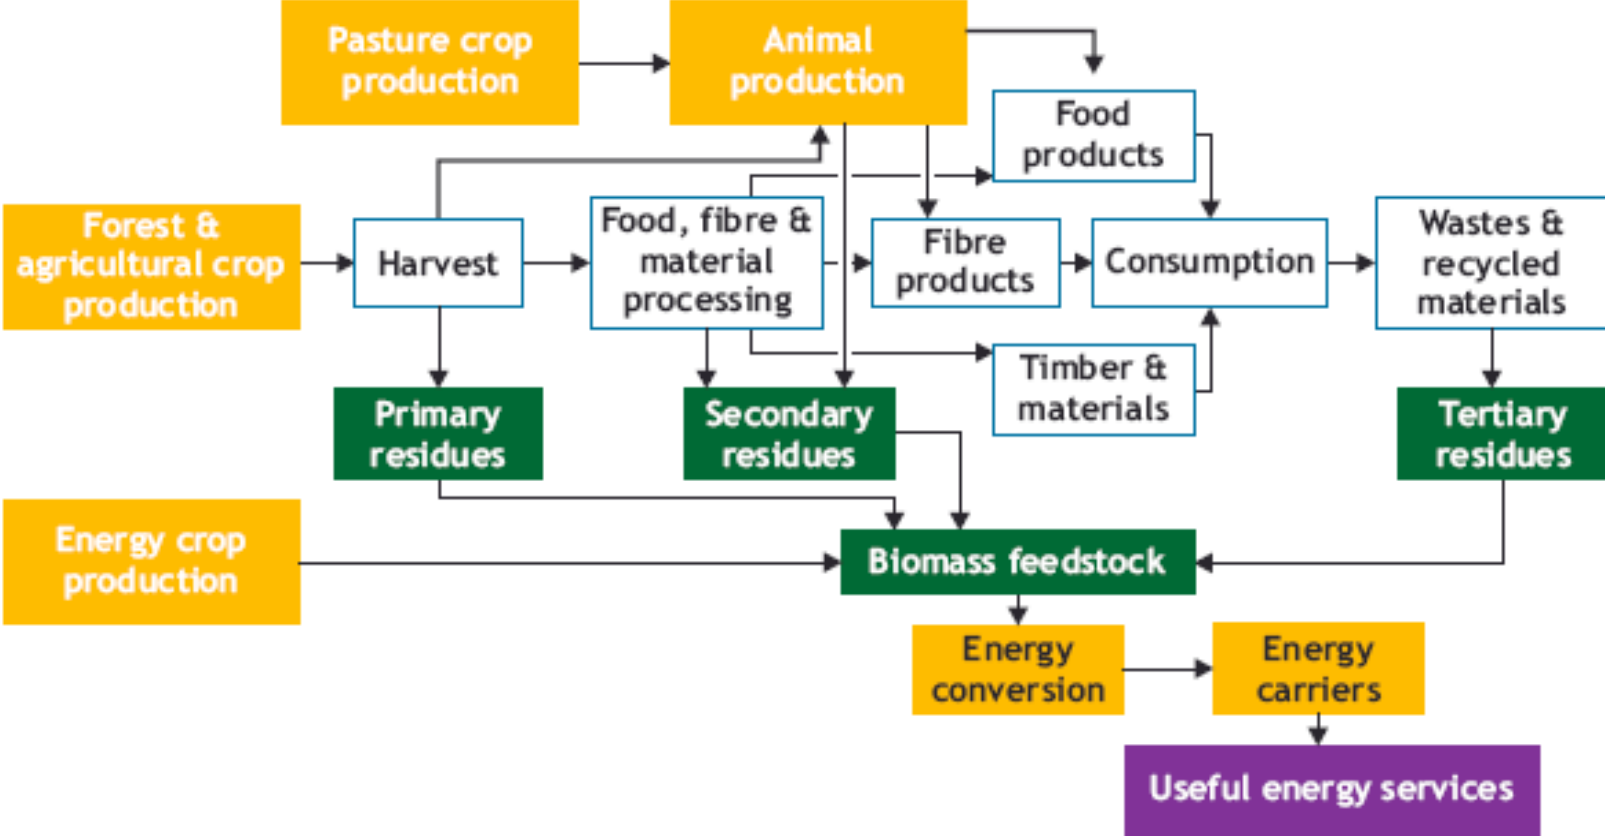 Pasture crop
production
Animal
production
Food
products
Forest &
agricultural crop
production
Harvest
Food, fibre &
material
processing
Fibre
products
Consumption
Wastes &
recycled
materials
Timber &
materials
Primary
residues
Secondary
residues
Tertiary
residues
Energy crop
production
Biomass feedstock
Energy
conversion
Energy
carriers
Useful energy services